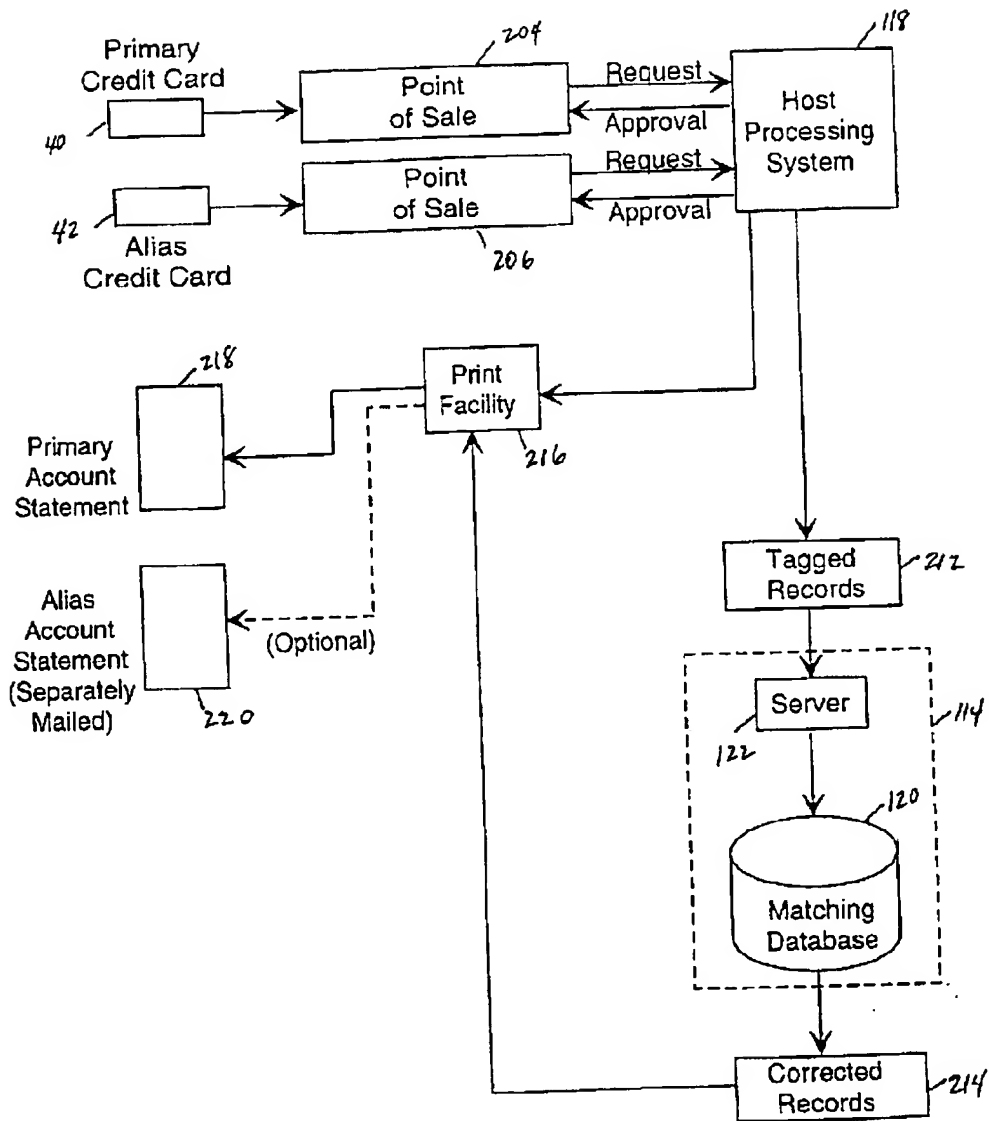 204
118
Primary
Credit Card
Point
of Sale
Request
Approval
Host
Processing
System
40
Point
of Sale
Request
Approval
42
Alias
Credit Card
206
218
Print
Facility
216
Primary
Account
Statement
Tagged
Records
212
Alias
Account
Statement
(Separately
Mailed)
(Optional)
220
Server
122
114
120
Matching
Database
Corrected
Records
214